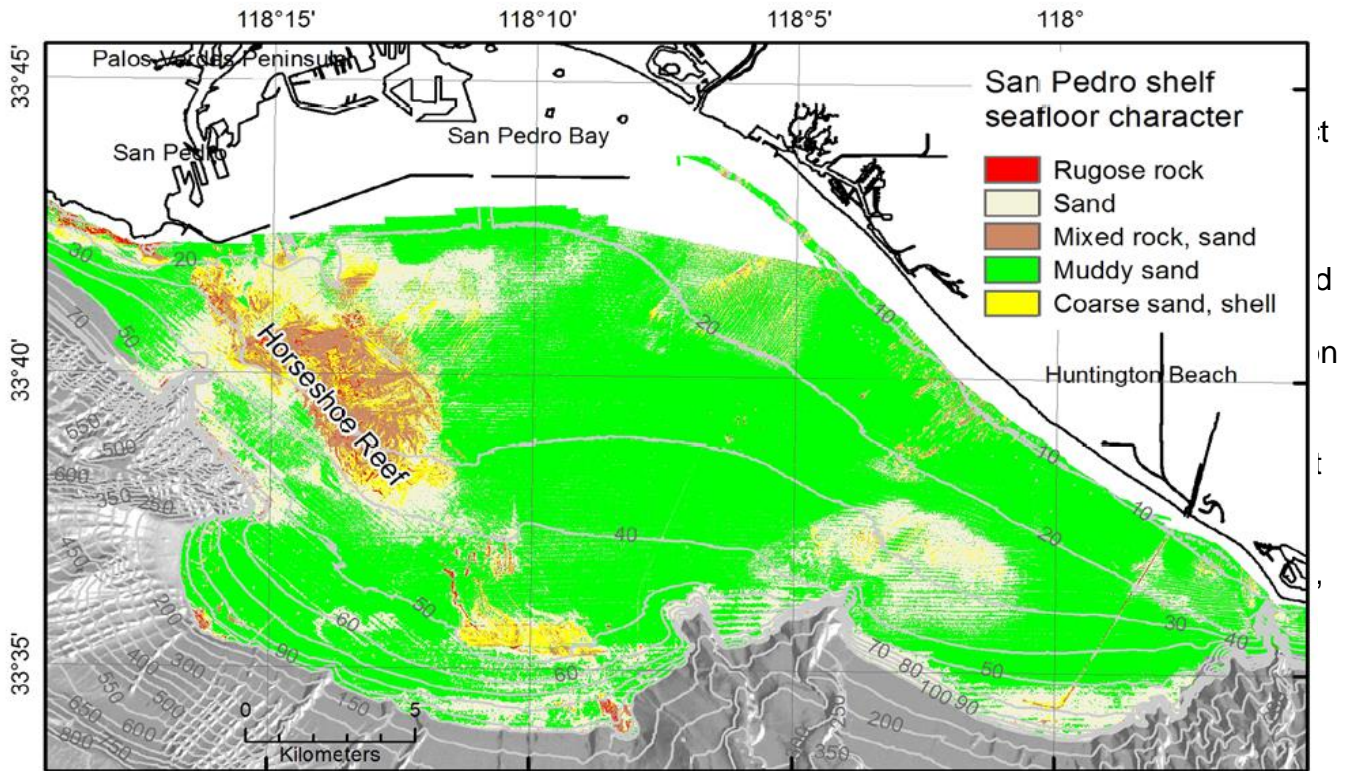 118°15'
118°10'
118°5'
118°
33°45'
33°40'
33°35'
Palos Verdes Peninsula
San Pedro
San Pedro Bay
San Pedro shelf
seafloor character
Rugose rock
Sand
Mixed rock, sand
Muddy sand
Coarse sand, shell
Huntington Beach
Horseshoe Reef
30
20
70
50
20
10
10
10
20
40
30
40
50
60
50
60
90
70
80
100
90
200
350
250
650
500
600
350
250
450
200
400
300
550
150
500
650
600
800
750
0
5
Kilometers
et
d
on
t
,